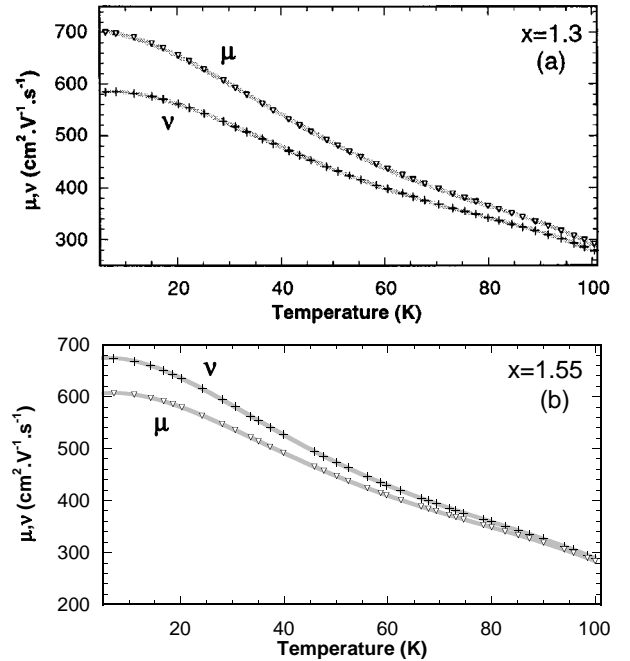 700
600
500
400
300
μ,ν (cm².V⁻¹.s⁻¹)
x=1.3
(a)
μ
ν
20 40 60 80 100
Temperature (K)
700
600
500
400
300
200
μ,ν (cm².V⁻¹.s⁻¹)
x=1.55
(b)
ν
μ
20 40 60 80 100
Temperature (K)